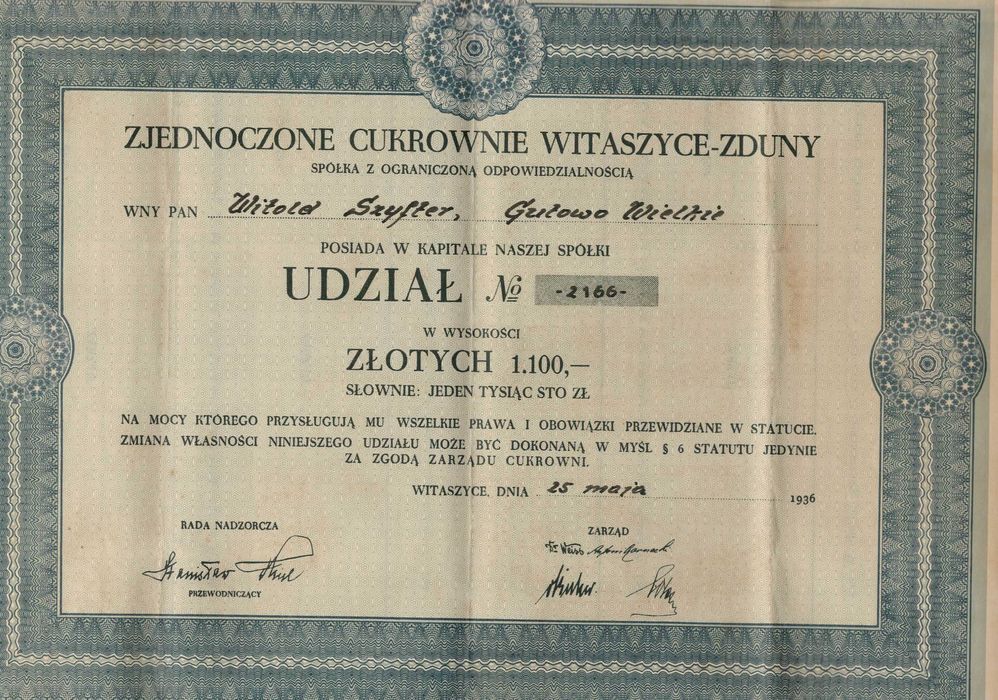 ZJEDNOCZONE CUKROWNIE WITASZYCE-ZDUNY
SPÓŁKA Z OGRANICZONĄ ODPOWIEDZIALNOŚCIĄ
WNY PAN Witold Szyfter, Gutowo Wielkie
POSIADA W KAPITALE NASZEJ SPÓŁKI
UDZIAŁ № -2166-
W WYSOKOŚCI
ZŁOTYCH 1.100,—
SŁOWNIE: JEDEN TYSIĄC STO ZŁ
NA MOCY KTÓREGO PRZYSŁUGUJĄ MU WSZELKIE PRAWA I OBOWIĄZKI PRZEWIDZIANE W STATUCIE.
ZMIANA WŁASNOŚCI NINIEJSZEGO UDZIAŁU MOŻE BYĆ DOKONANĄ W MYŚL § 6 STATUTU JEDYNIE
ZA ZGODĄ ZARZĄDU CUKROWNI.
WITASZYCE, DNIA 25 maja 1936
RADA NADZORCZA
ZARZĄD
Stanisław
PRZEWODNICZĄCY